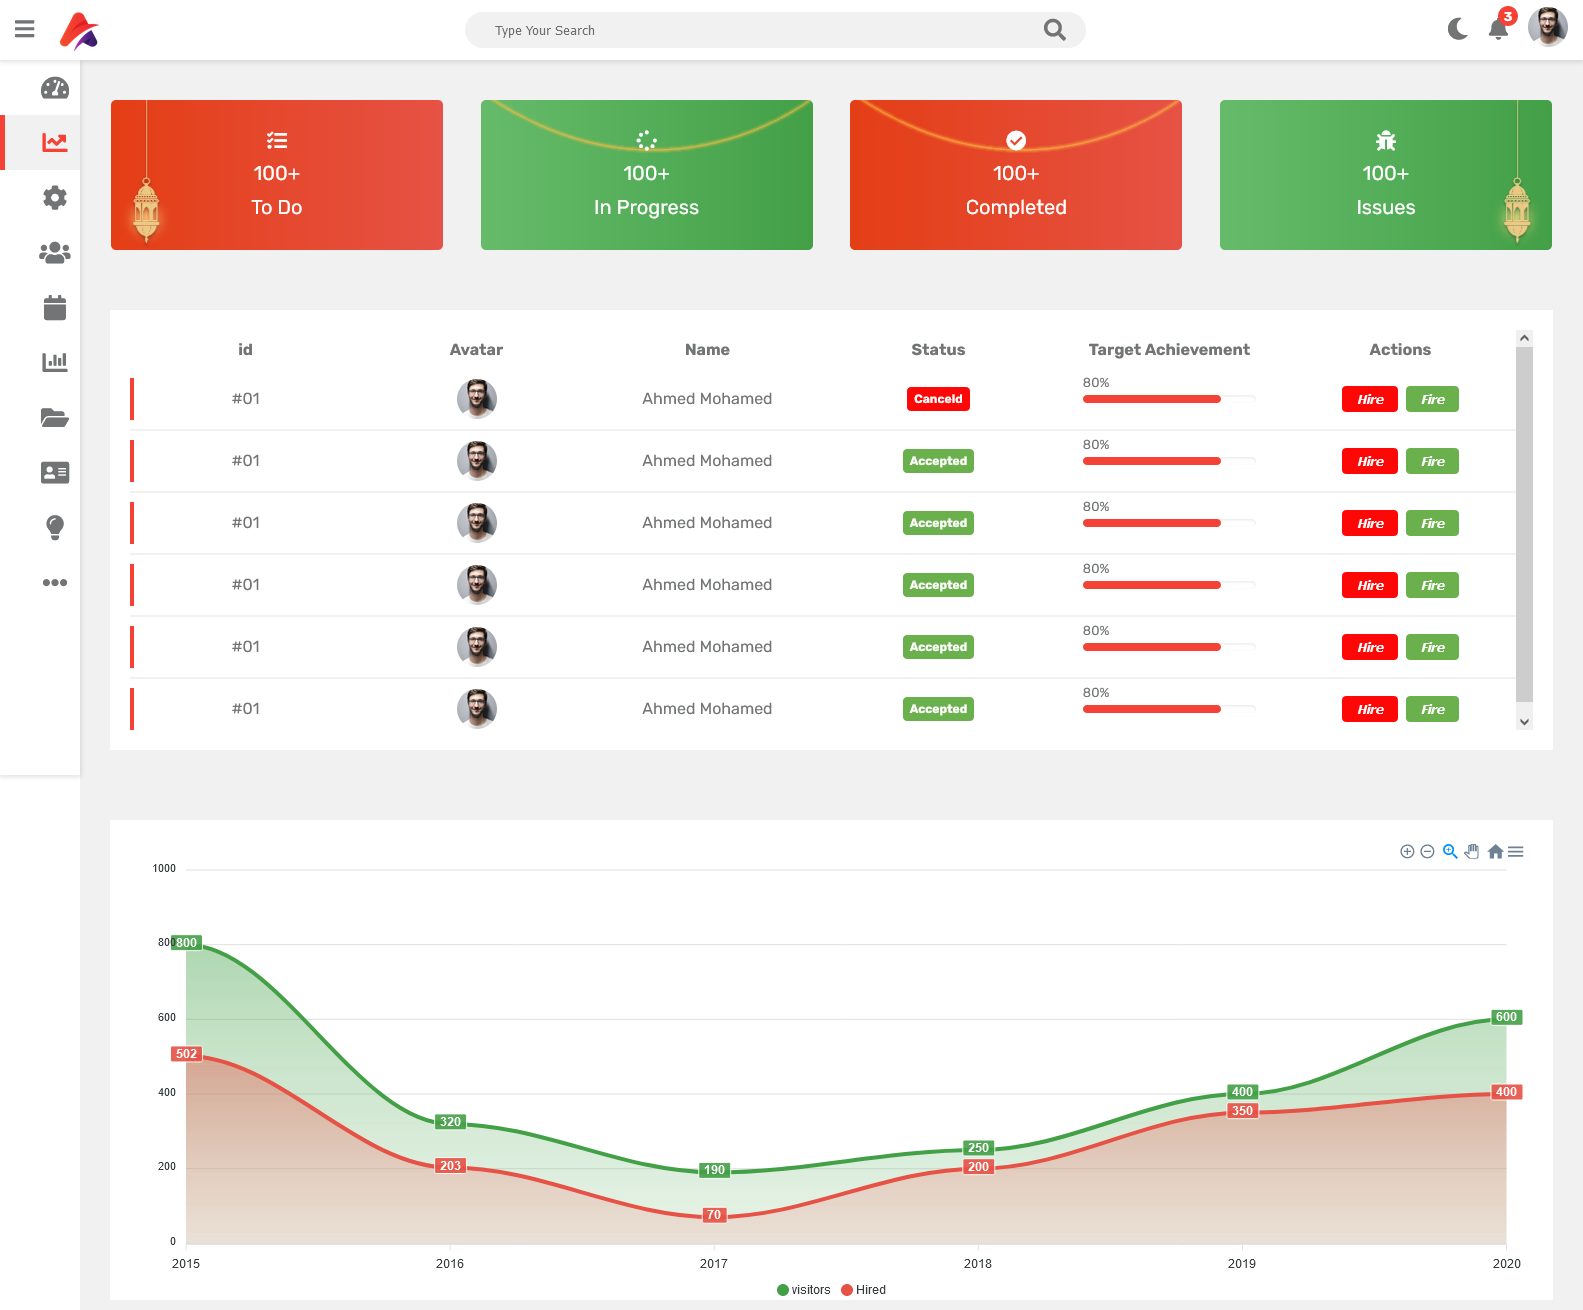 Type Your Search
3
100+
To Do
100+
In Progress
100+
Completed
100+
Issues
id Avatar Name Status Target Achievement Actions
#01 Ahmed Mohamed Canceld 80% Hire Fire
#01 Ahmed Mohamed Accepted 80% Hire Fire
#01 Ahmed Mohamed Accepted 80% Hire Fire
#01 Ahmed Mohamed Accepted 80% Hire Fire
#01 Ahmed Mohamed Accepted 80% Hire Fire
#01 Ahmed Mohamed Accepted 80% Hire Fire
1000
800 800
600 600
502
400 400 400
350
320
250
203
200 200
190
70
0
2015 2016 2017 2018 2019 2020
visitors Hired